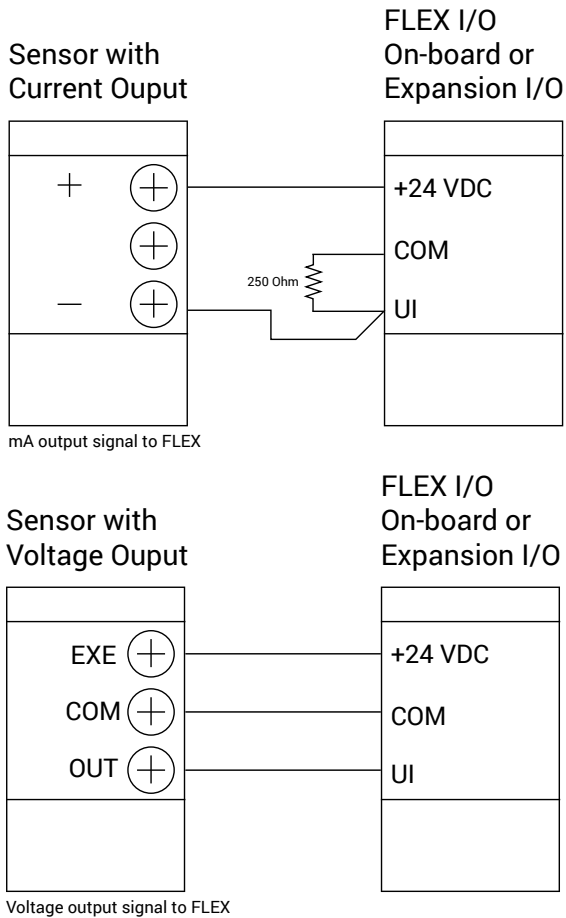 FLEX I/O
On-board or
Expansion I/O
Sensor with
Current Ouput
+
+24 VDC
COM
250 Ohm
—
UI
mA output signal to FLEX
FLEX I/O
On-board or
Expansion I/O
Sensor with
Voltage Ouput
EXE
+24 VDC
COM
COM
OUT
UI
Voltage output signal to FLEX